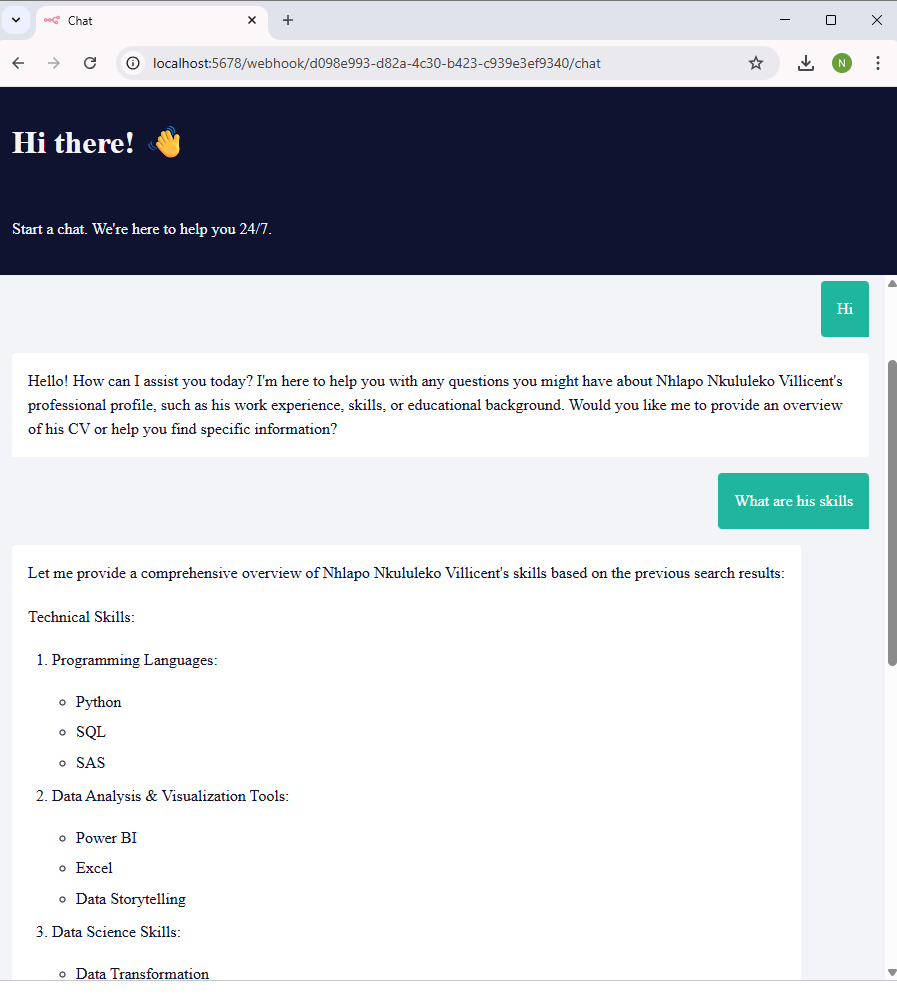 Chat
localhost:5678/webhook/d098e993-d82a-4c30-b423-c939e3ef9340/chat
N
Hi there! 👋
Start a chat. We're here to help you 24/7.
Hi
Hello! How can I assist you today? I'm here to help you with any questions you might have about Nhlapo Nkululeko Villicent's
professional profile, such as his work experience, skills, or educational background. Would you like me to provide an overview
of his CV or help you find specific information?
What are his skills
Let me provide a comprehensive overview of Nhlapo Nkululeko Villicent's skills based on the previous search results:
Technical Skills:
1. Programming Languages:
◦ Python
◦ SQL
◦ SAS
2. Data Analysis & Visualization Tools:
◦ Power BI
◦ Excel
◦ Data Storytelling
3. Data Science Skills:
◦ Data Transformation